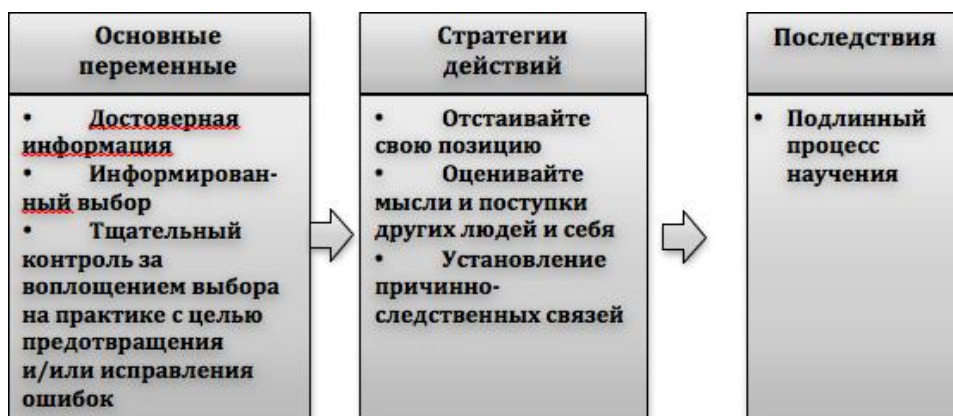 Основные
переменные
• Достоверная
информация
• Информирован-
ный выбор
• Тщательный
контроль за
воплощением выбора
на практике с целью
предотвращения
и/или исправления
ошибок
Стратегии
действий
• Отстаивайте
свою позицию
• Оценивайте
мысли и поступки
других людей и себя
• Установление
причинно-
следственных связей
Последствия
• Подлинный
процесс
научения